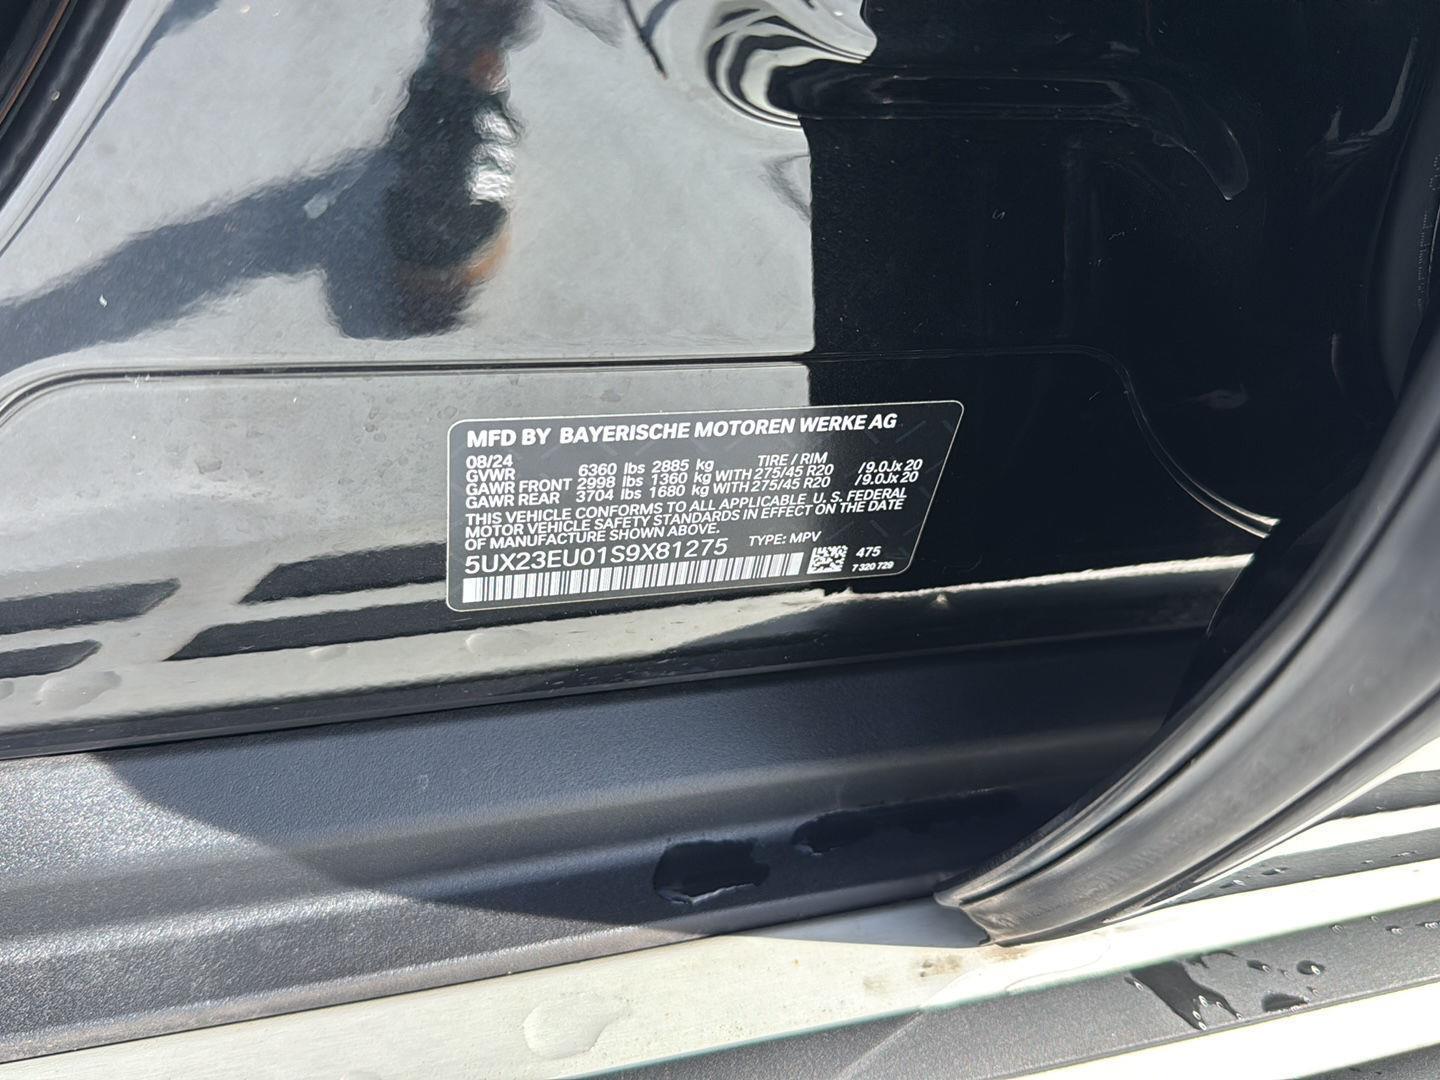 MFD BY BAYERISCHE MOTOREN WERKE AG
08/24 TIRE / RIM
GVWR 6360 lbs 2885 kg
GAWR FRONT 2998 lbs 1360 kg WITH 275/45 R20 /9.0Jx 20
GAWR REAR 3704 lbs 1680 kg WITH 275/45 R20 /9.0Jx 20
THIS VEHICLE CONFORMS TO ALL APPLICABLE U. S. FEDERAL
MOTOR VEHICLE SAFETY STANDARDS IN EFFECT ON THE DATE
OF MANUFACTURE SHOWN ABOVE.
5UX23EU01S9X81275 TYPE: MPV
475
7 320 729